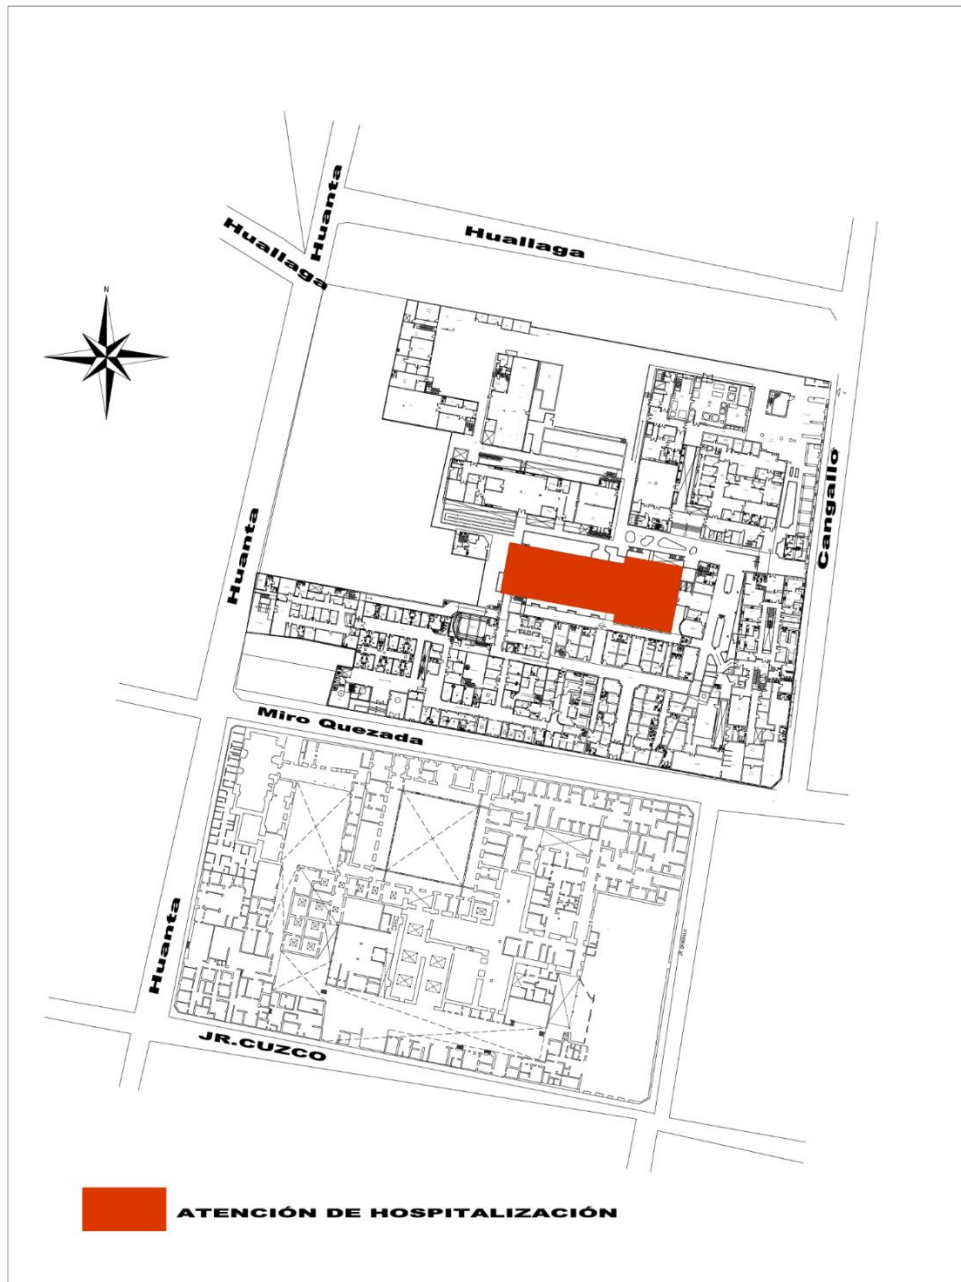 Huanta
Huallaga
Huallaga
N
Cangallo
Huanta
Miro Quezada
Huanta
JR.CUZCO
ATENCIÓN DE HOSPITALIZACIÓN